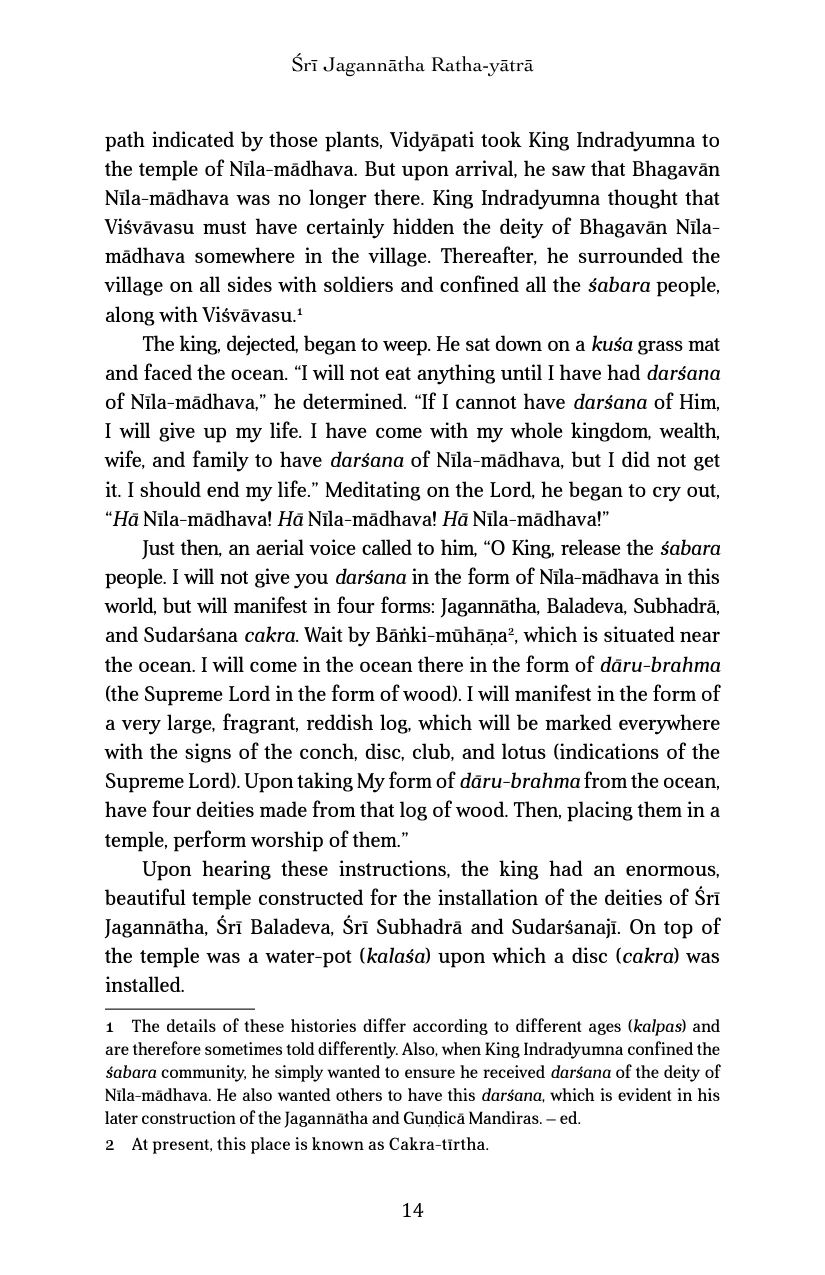 Śrī Jagannātha Ratha-yātrā
path indicated by those plants, Vidyāpati took King Indradyumna to
the temple of Nīla-mādhava. But upon arrival, he saw that Bhagavān
Nīla-mādhava was no longer there. King Indradyumna thought that
Viśvāvasu must have certainly hidden the deity of Bhagavān Nīla-
mādhava somewhere in the village. Thereafter, he surrounded the
village on all sides with soldiers and confined all the śabara people,
along with Viśvāvasu.¹
The king, dejected, began to weep. He sat down on a kuśa grass mat
and faced the ocean. “I will not eat anything until I have had darśana
of Nīla-mādhava,” he determined. “If I cannot have darśana of Him,
I will give up my life. I have come with my whole kingdom, wealth,
wife, and family to have darśana of Nīla-mādhava, but I did not get
it. I should end my life.” Meditating on the Lord, he began to cry out,
“Hā Nīla-mādhava! Hā Nīla-mādhava! Hā Nīla-mādhava!”
Just then, an aerial voice called to him, “O King, release the śabara
people. I will not give you darśana in the form of Nīla-mādhava in this
world, but will manifest in four forms: Jagannātha, Baladeva, Subhadrā,
and Sudarśana cakra. Wait by Bāṅki-mūhāṇa², which is situated near
the ocean. I will come in the ocean there in the form of dāru-brahma
(the Supreme Lord in the form of wood). I will manifest in the form of
a very large, fragrant, reddish log, which will be marked everywhere
with the signs of the conch, disc, club, and lotus (indications of the
Supreme Lord). Upon taking My form of dāru-brahma from the ocean,
have four deities made from that log of wood. Then, placing them in a
temple, perform worship of them.”
Upon hearing these instructions, the king had an enormous,
beautiful temple constructed for the installation of the deities of Śrī
Jagannātha, Śrī Baladeva, Śrī Subhadrā and Sudarśanajī. On top of
the temple was a water-pot (kalaśa) upon which a disc (cakra) was
installed.
1 The details of these histories differ according to different ages (kalpas) and
are therefore sometimes told differently. Also, when King Indradyumna confined the
śabara community, he simply wanted to ensure he received darśana of the deity of
Nīla-mādhava. He also wanted others to have this darśana, which is evident in his
later construction of the Jagannātha and Guṇḍicā Mandiras. – ed.
2 At present, this place is known as Cakra-tīrtha.
14